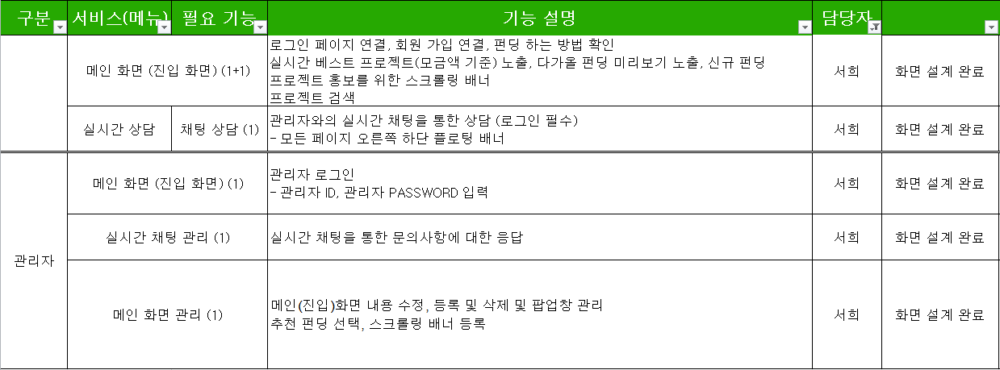 구분 서비스(메뉴) 필요 기능 기능 설명 담당자
메인 화면 (진입 화면) (1+1)
로그인 페이지 연결, 회원 가입 연결, 펀딩 하는 방법 확인
실시간 베스트 프로젝트(모금액 기준) 노출, 다가올 펀딩 미리보기 노출, 신규 펀딩
프로젝트 홍보를 위한 스크롤링 배너
프로젝트 검색
서희 화면 설계 완료
실시간 상담 채팅 상담 (1)
관리자와의 실시간 채팅을 통한 상담 (로그인 필수)
- 모든 페이지 오른쪽 하단 플로팅 배너
서희 화면 설계 완료
관리자
메인 화면 (진입 화면) (1)
관리자 로그인
- 관리자 ID, 관리자 PASSWORD 입력
서희 화면 설계 완료
실시간 채팅 관리 (1) 실시간 채팅을 통한 문의사항에 대한 응답 서희 화면 설계 완료
메인 화면 관리 (1)
메인(진입)화면 내용 수정, 등록 및 삭제 및 팝업창 관리
추천 펀딩 선택, 스크롤링 배너 등록
서희 화면 설계 완료